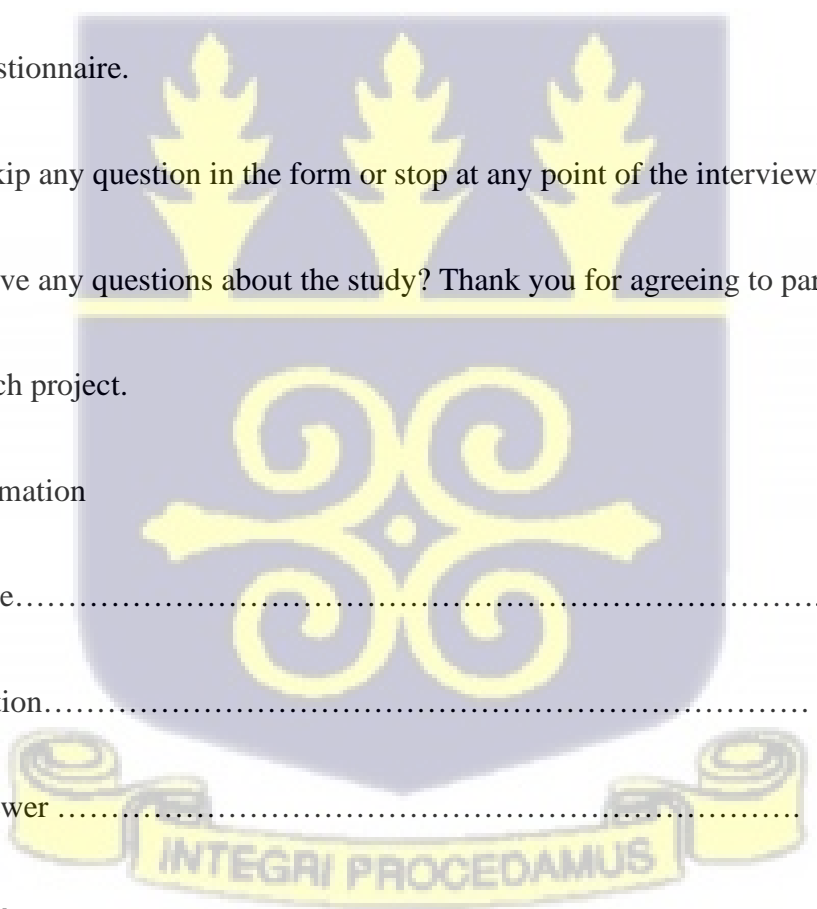 stionnaire.
kip any question in the form or stop at any point of the interview.
ve any questions about the study? Thank you for agreeing to par
ch project.
mation
e……………………………………………………………………….
tion……………………………………………………………………
wer ………………………………………………………………….
INTEGRI PROCEDAMUS